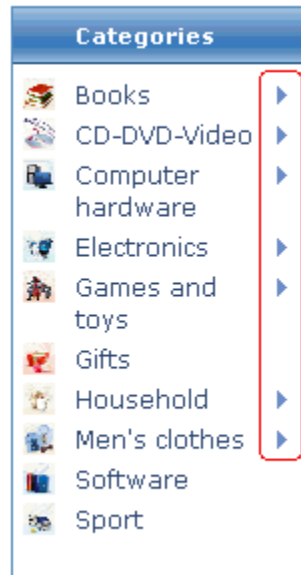 Categories
Books
CD-DVD-Video
Computer
hardware
Electronics
Games and
toys
Gifts
Household
Men's clothes
Software
Sport